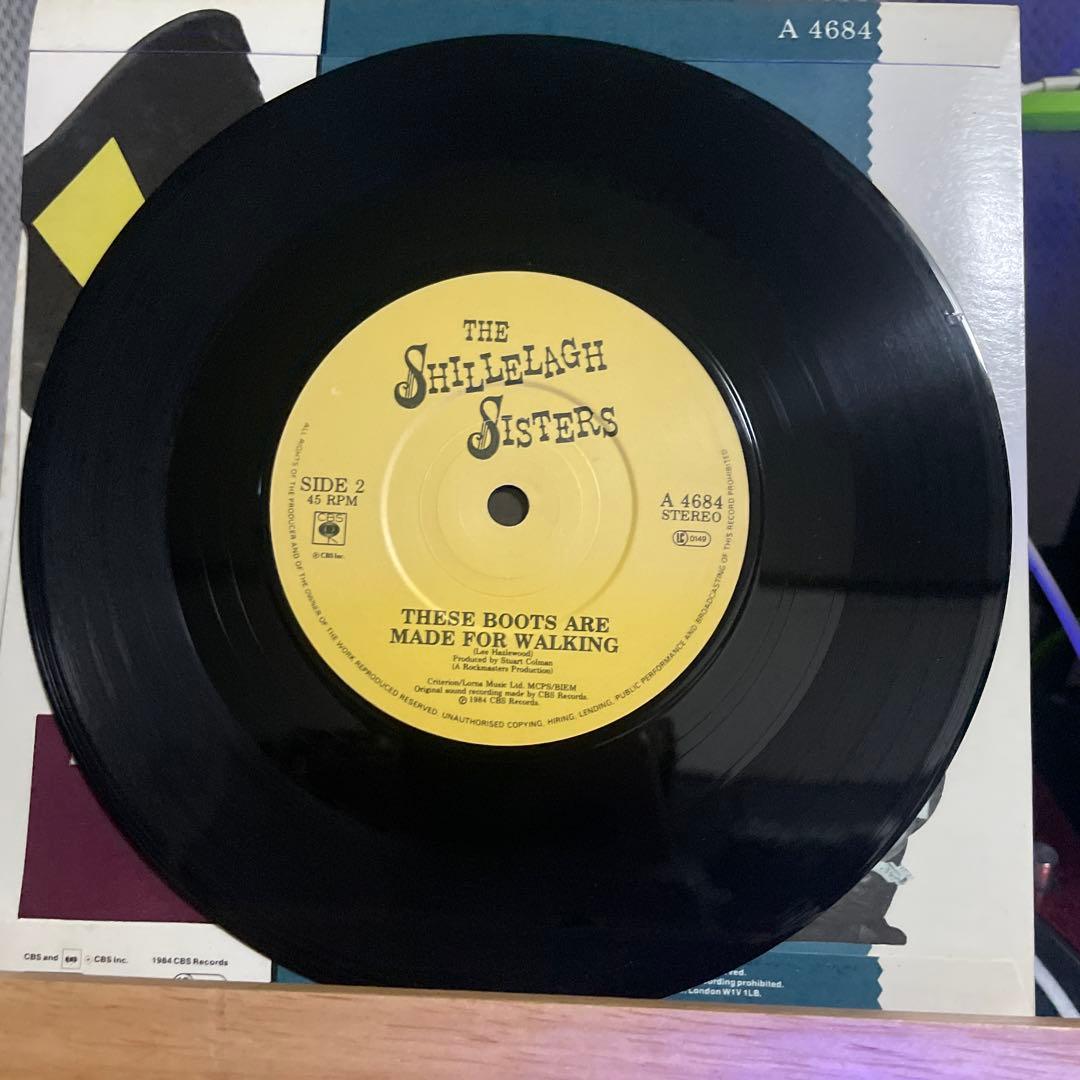 A 4684
THE
SHILLELAGH
SISTERS
SIDE 2
45 RPM
CBS
℗ CBS Inc.
A 4684
STEREO
LC 0149
THESE BOOTS ARE
MADE FOR WALKING
(Lee Hazlewood)
Produced by Stuart Colman
(A Rockmasters Production)
Criterion/Lorna Music Ltd. MCPS/BIEM
Original sound recording made by CBS Records.
℗ 1984 CBS Records.
ALL RIGHTS OF THE PRODUCER AND OF THE OWNER OF THE WORK REPRODUCED RESERVED. UNAUTHORISED COPYING, HIRING, LENDING, PUBLIC PERFORMANCE AND BROADCASTING OF THIS RECORD PROHIBITED
CBS and CBS Inc. 1984 CBS Records
prohibited.
London W1V 1LB.